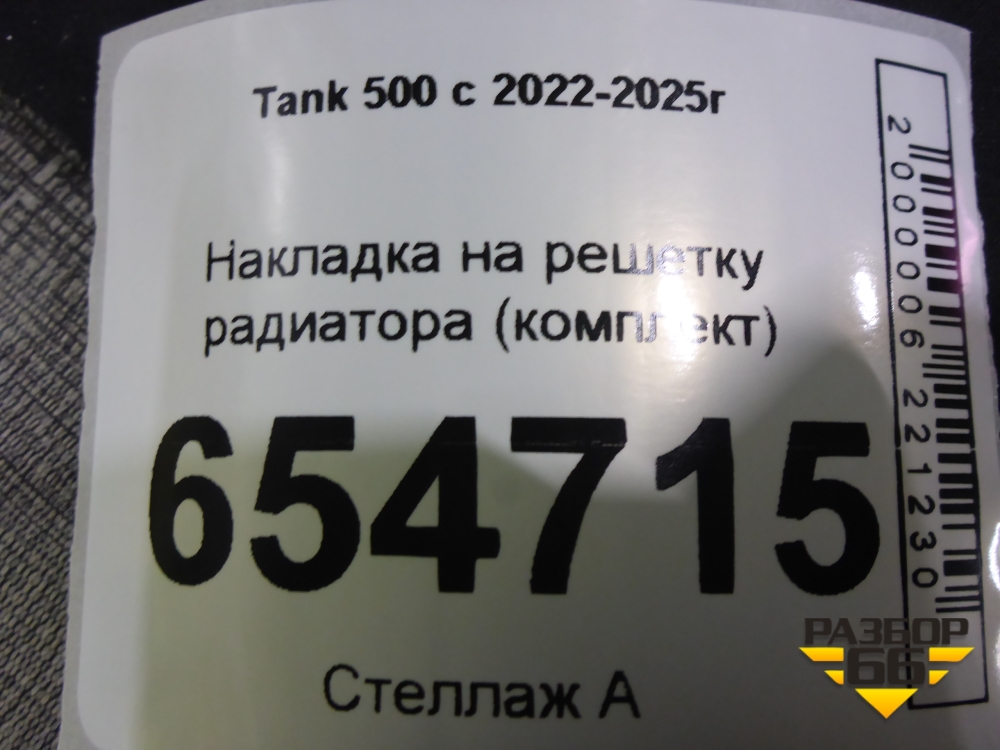 Tank 500 с 2022-2025г
Накладка на решетку
радиатора (комплект)
654715
Стеллаж А
2000006221230
РАЗБОР
66